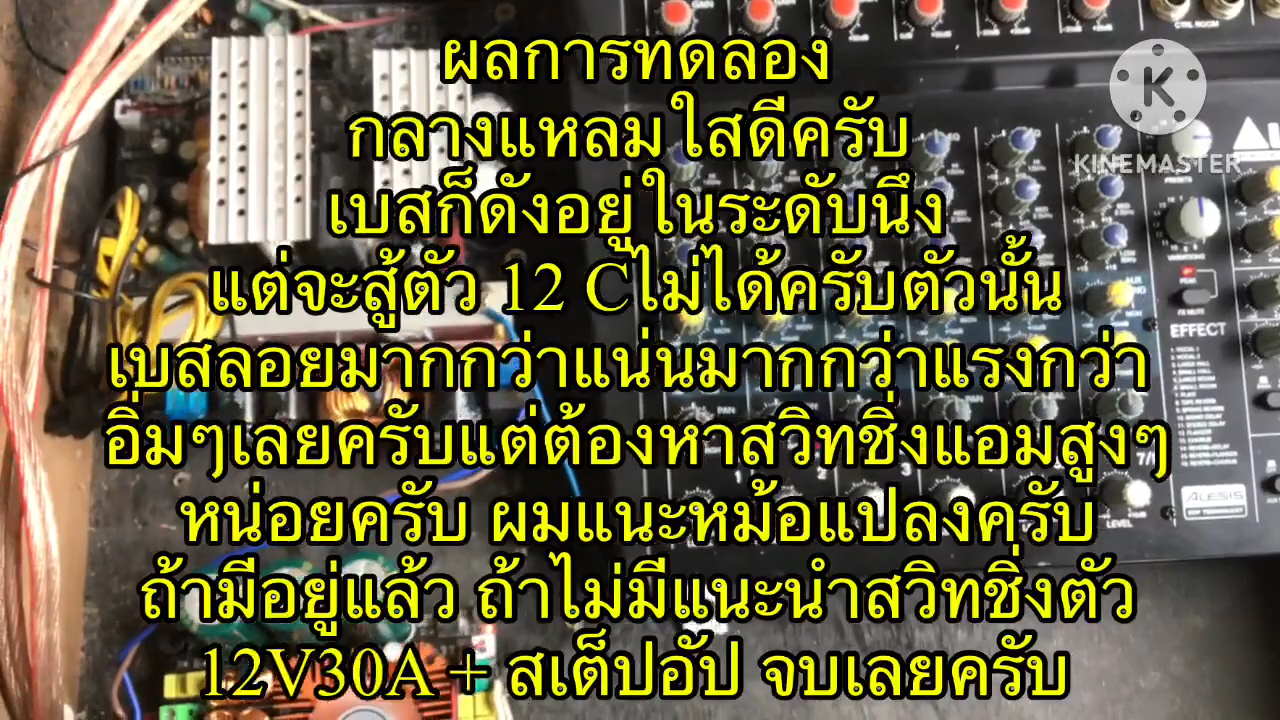 ผลการทดลอง
กลางแหลม ใสดีครับ
เบสก็ดังอยู่ ในระดับนึง
แต่จะสู้ตัว 12 Cไม่ได้ครับตัวนั้น
เบสลอยมากกว่าแน่นมากกว่าแรงกว่า
อิ่มๆเลยครับแต่ต้องหาสวิทชิ่งแอมสูงๆ
หน่อยครับ ผมแนะหม้อแปลงครับ
ถ้ามีอยู่แล้ว ถ้าไม่มีแนะนำสวิทชิ่งตัว
12V30A + สเต็ปอัป จบเลยครับ
K
KINEMASTER
CTRL ROOM
PRESETS
VARIATIONS
PEAK
FX MUTE
EFFECT
ALESIS
LEVEL